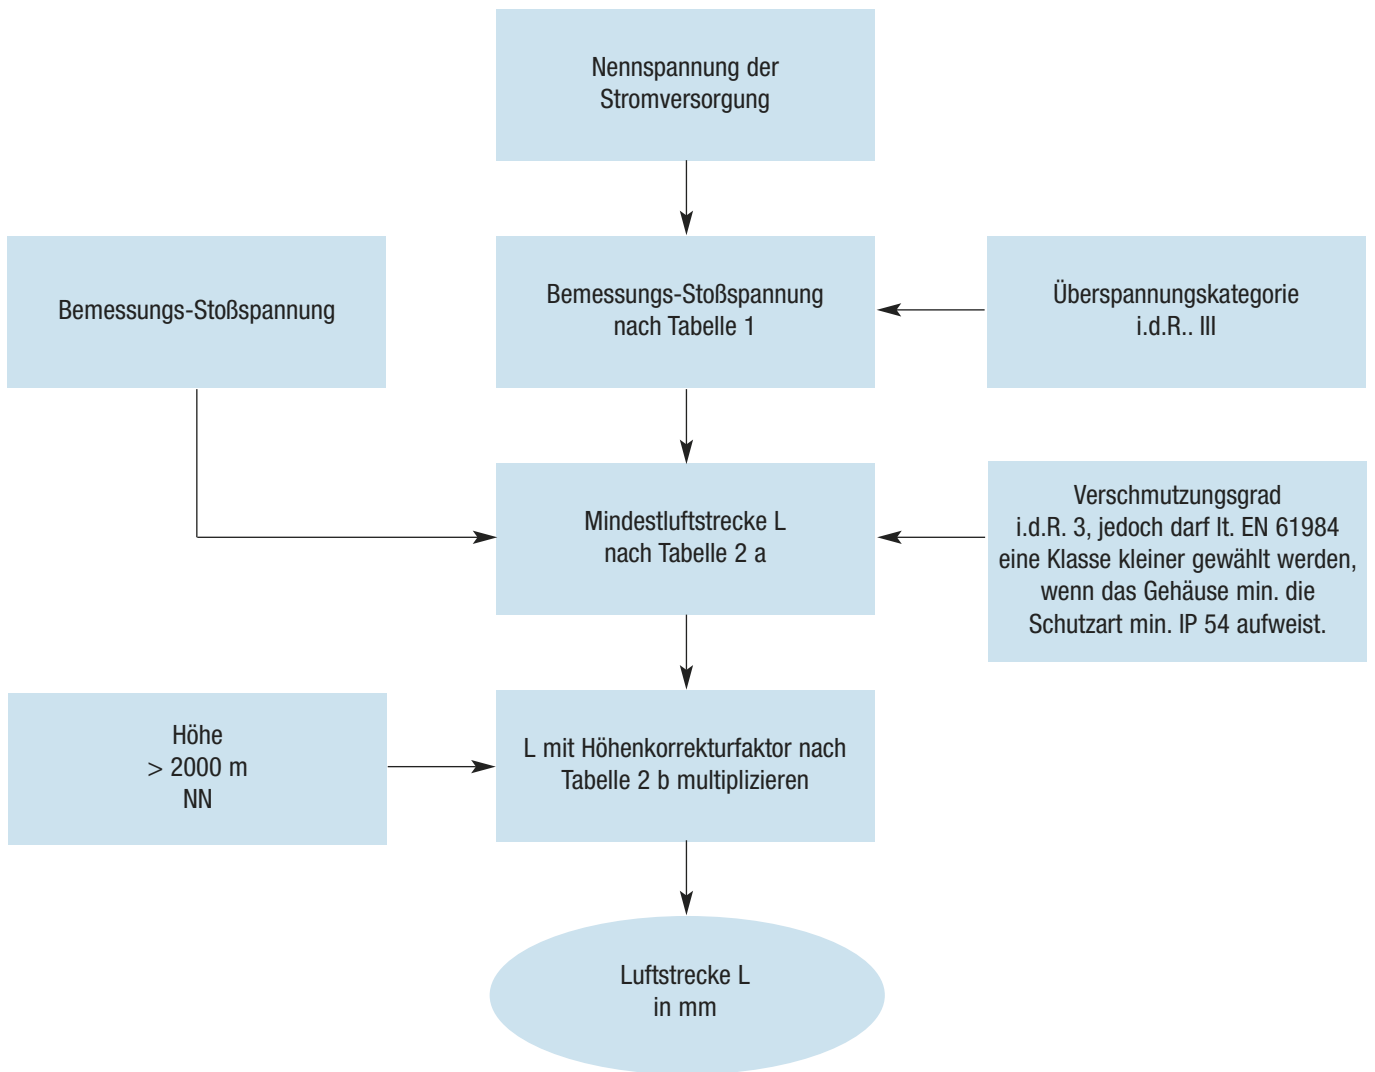 Nennspannung der
Stromversorgung
Bemessungs-Stoßspannung
Bemessungs-Stoßspannung
nach Tabelle 1
Überspannungskategorie
i.d.R.. III
Mindestluftstrecke L
nach Tabelle 2 a
Verschmutzungsgrad
i.d.R. 3, jedoch darf lt. EN 61984
eine Klasse kleiner gewählt werden,
wenn das Gehäuse min. die
Schutzart min. IP 54 aufweist.
Höhe
> 2000 m
NN
L mit Höhenkorrekturfaktor nach
Tabelle 2 b multiplizieren
Luftstrecke L
in mm